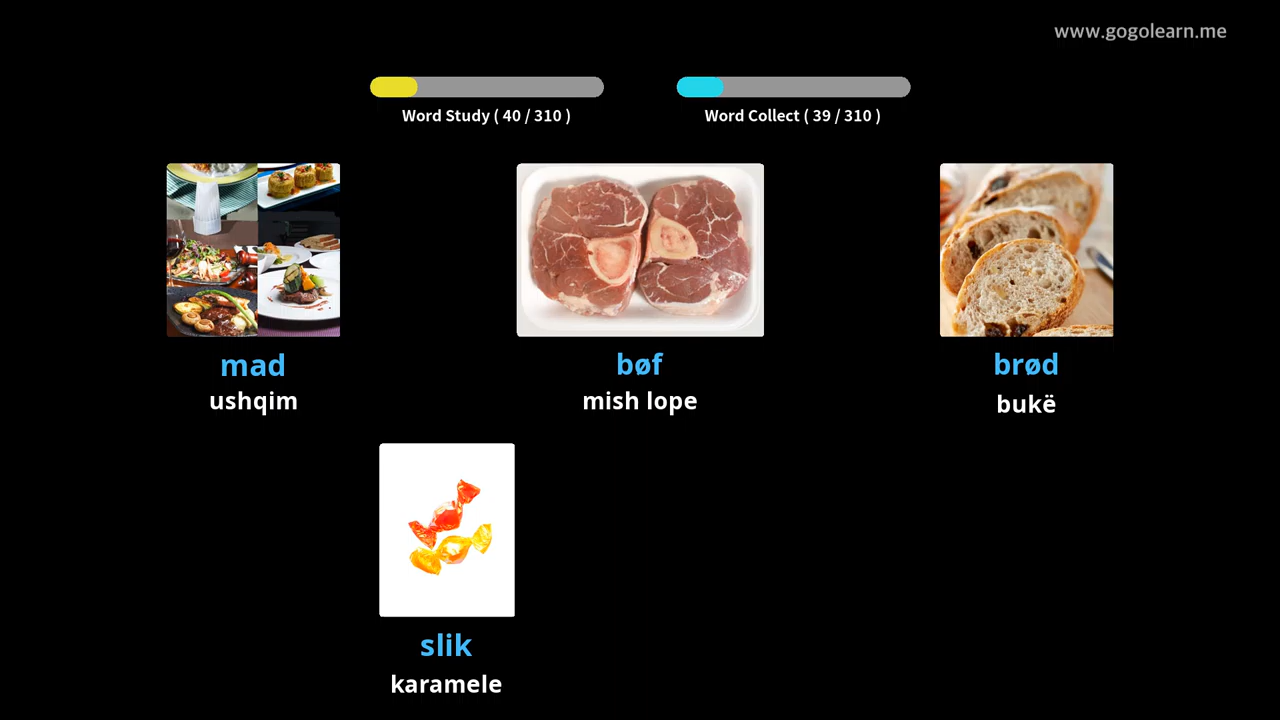 www.gogolearn.me
Word Study ( 40 / 310 )
Word Collect ( 39 / 310 )
mad
ushqim
bøf
mish lope
brød
bukë
slik
karamele